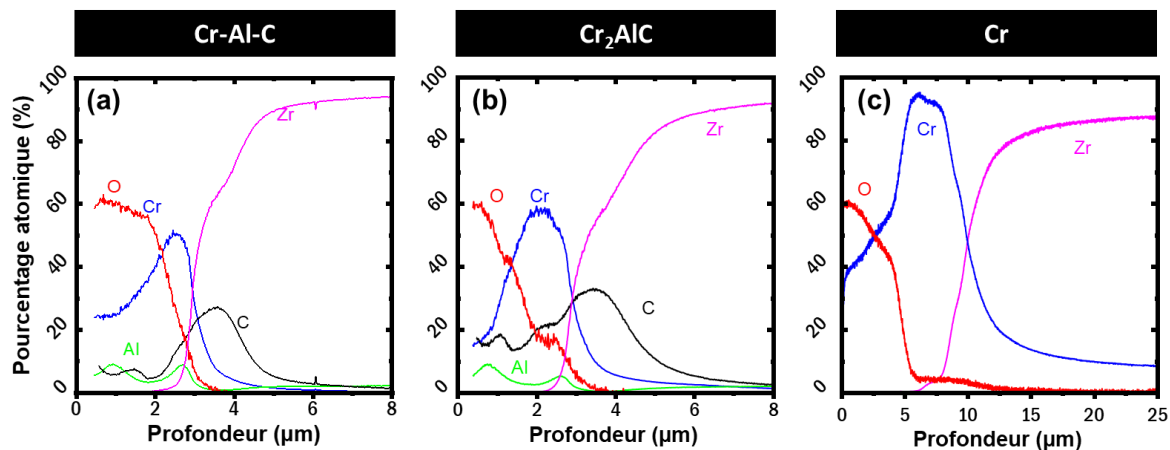 Cr-Al-C
Cr₂AlC
Cr
Pourcentage atomique (%)
(a)
100
80
60
40
20
0
O
Cr
Al
C
Zr
0 2 4 6 8
Profondeur (µm)
(b)
100
80
60
40
20
0
O
Cr
Al
C
Zr
0 2 4 6 8
Profondeur (µm)
(c)
100
80
60
40
20
0
O
Cr
Zr
0 5 10 15 20 25
Profondeur (µm)